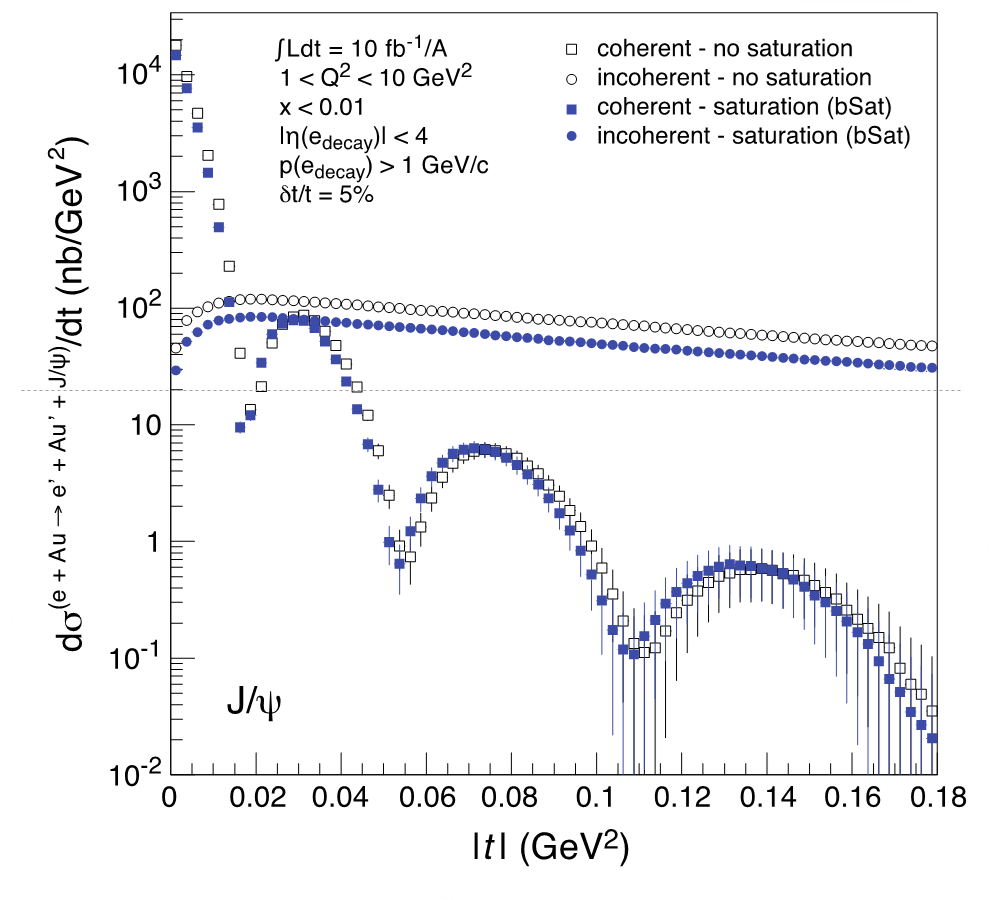 ∫Ldt = 10 fb⁻¹/A
1 < Q² < 10 GeV²
x < 0.01
|η(e_decay)| < 4
p(e_decay) > 1 GeV/c
δt/t = 5%
coherent - no saturation
incoherent - no saturation
coherent - saturation (bSat)
incoherent - saturation (bSat)
dσ^(e + Au → e' + Au' + J/ψ)/dt (nb/GeV²)
10⁴
10³
10²
10
1
10⁻¹
10⁻²
J/ψ
0 0.02 0.04 0.06 0.08 0.1 0.12 0.14 0.16 0.18
|t| (GeV²)